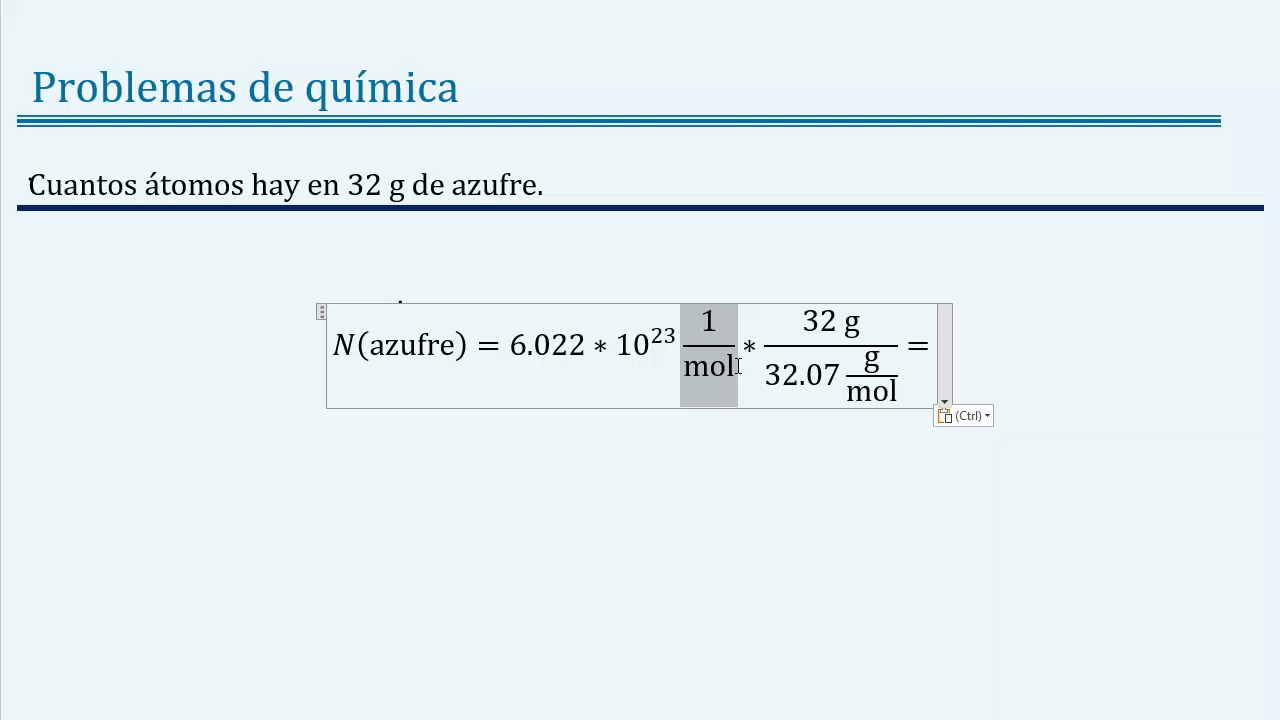 Problemas de química
Cuantos átomos hay en 32 g de azufre.
N(azufre) = 6.022 ∗ 10^23 1/mol ∗ 32 g/(32.07 g/mol) =
(Ctrl)